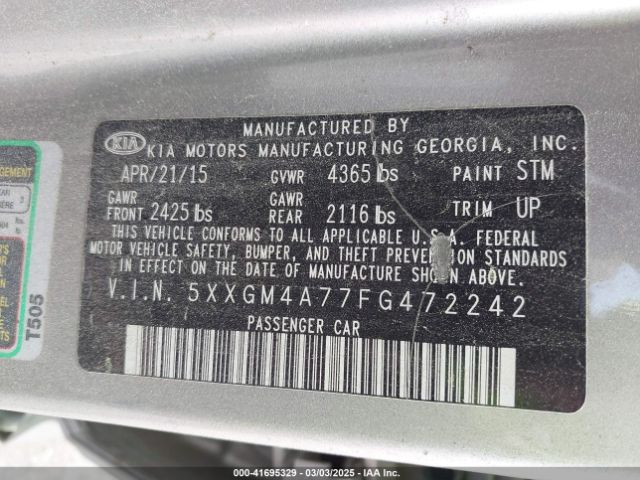 MANUFACTURED BY
KIA KIA MOTORS MANUFACTURING GEORGIA, INC.
APR/21/15 GVWR 4365 lbs PAINT STM
GAWR FRONT 2425 lbs GAWR REAR 2116 lbs TRIM UP
THIS VEHICLE CONFORMS TO ALL APPLICABLE U.S.A. FEDERAL
MOTOR VEHICLE SAFETY, BUMPER, AND THEFT PREVENTION STANDARDS
IN EFFECT ON THE DATE OF MANUFACTURE SHOWN ABOVE.
V.I.N. 5XXGM4A77FG472242
PASSENGER CAR
T505
000-41695329 | 03/03/2025 | IAA Inc.